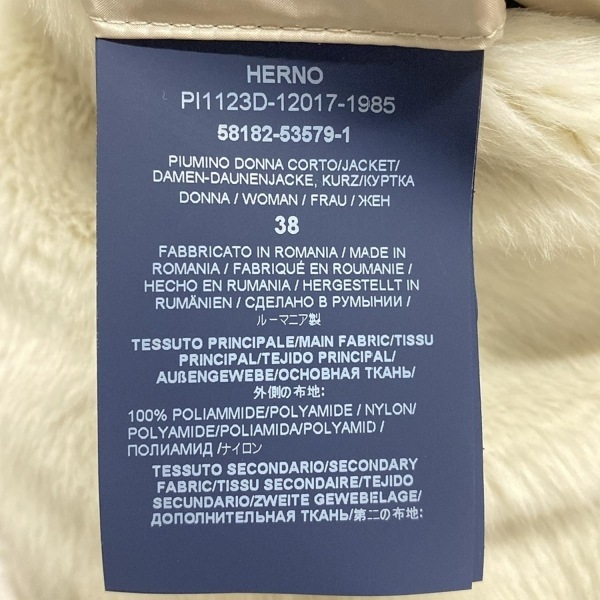 HERNO
PI1123D-12017-1985
58182-53579-1
PIUMINO DONNA CORTO/JACKET/
DAMEN-DAUNENJACKE, KURZ/КУРТКА
DONNA / WOMAN / FRAU / ЖЕН
38
FABBRICATO IN ROMANIA / MADE IN
ROMANIA / FABRIQUÉ EN ROUMANIE /
HECHO EN RUMANIA / HERGESTELLT IN
RUMÄNIEN / СДЕЛАНО В РУМЫНИИ /
ルーマニア製
TESSUTO PRINCIPALE/MAIN FABRIC/TISSU
PRINCIPAL/TEJIDO PRINCIPAL/
AUßENGEWEBE/ОСНОВНАЯ ТКАНЬ/
外側の布地:
100% POLIAMMIDE/POLYAMIDE / NYLON/
POLYAMIDE/POLIAMIDA/POLYAMID /
ПОЛИАМИД /ナイロン
TESSUTO SECONDARIO/SECONDARY
FABRIC/TISSU SECONDAIRE/TEJIDO
SECUNDARIO/ZWEITE GEWEBELAGE/
ДОПОЛНИТЕЛЬНАЯ ТКАНЬ/第二の布地: